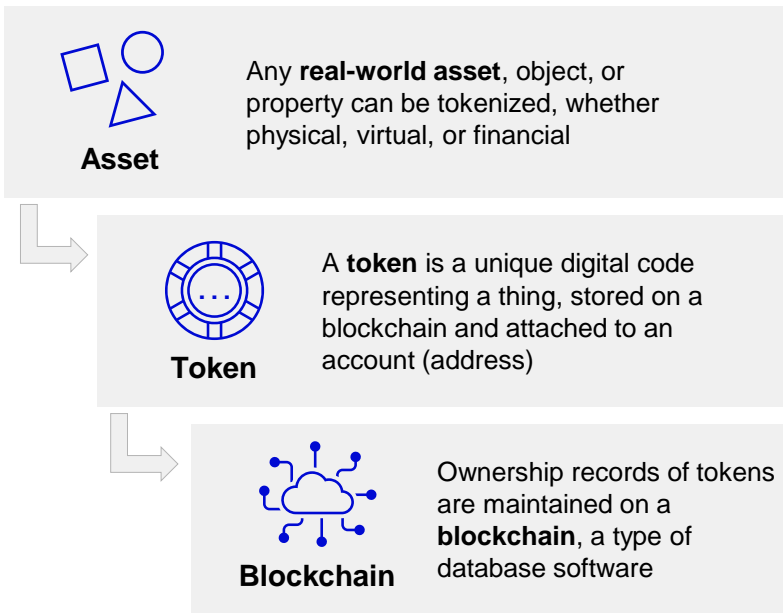 Any real-world asset, object, or
property can be tokenized, whether
physical, virtual, or financial
Asset
A token is a unique digital code
representing a thing, stored on a
blockchain and attached to an
account (address)
Token
Ownership records of tokens
are maintained on a
blockchain, a type of
database software
Blockchain